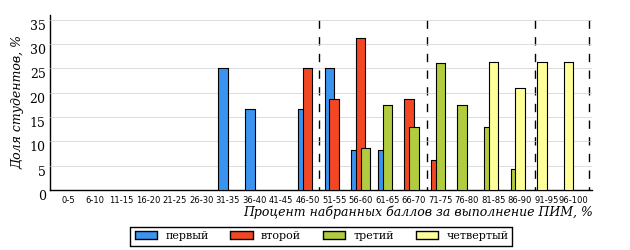 35
30
25
20
15
10
5
0
Доля студентов, %
0-5 6-10 11-15 16-20 21-25 26-30 31-35 36-40 41-45 46-50 51-55 56-60 61-65 66-70 71-75 76-80 81-85 86-90 91-95 96-100
Процент набранных баллов за выполнение ПИМ, %
первый второй третий четвертый